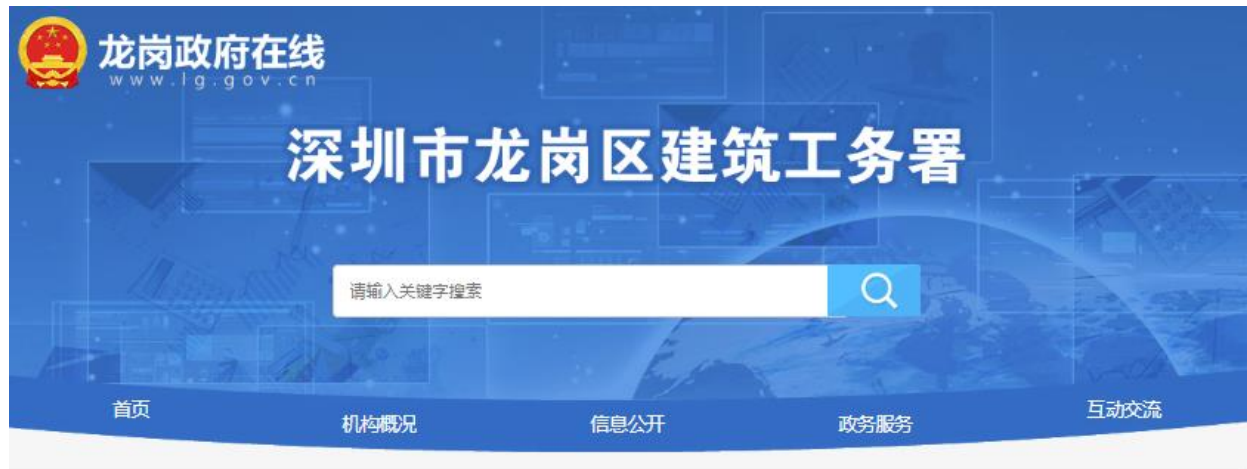 龙岗政府在线
www.lg.gov.cn
深圳市龙岗区建筑工务署
请输入关键字搜索
首页
机构概况
信息公开
政务服务
互动交流